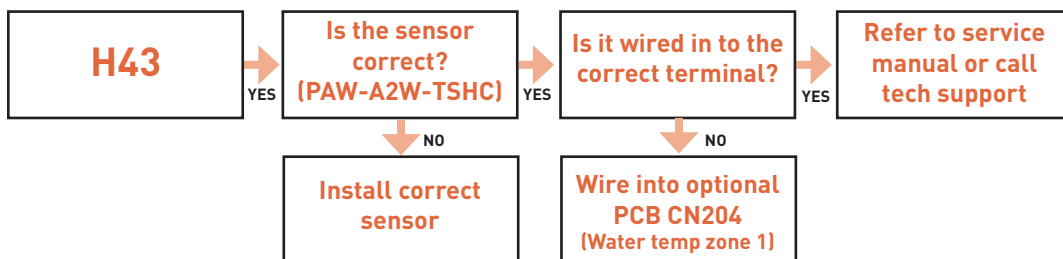 H43
YES
Is the sensor
correct?
(PAW-A2W-TSHC)
YES
Is it wired in to the
correct terminal?
YES
Refer to service
manual or call
tech support
NO
Install correct
sensor
NO
Wire into optional
PCB CN204
(Water temp zone 1)